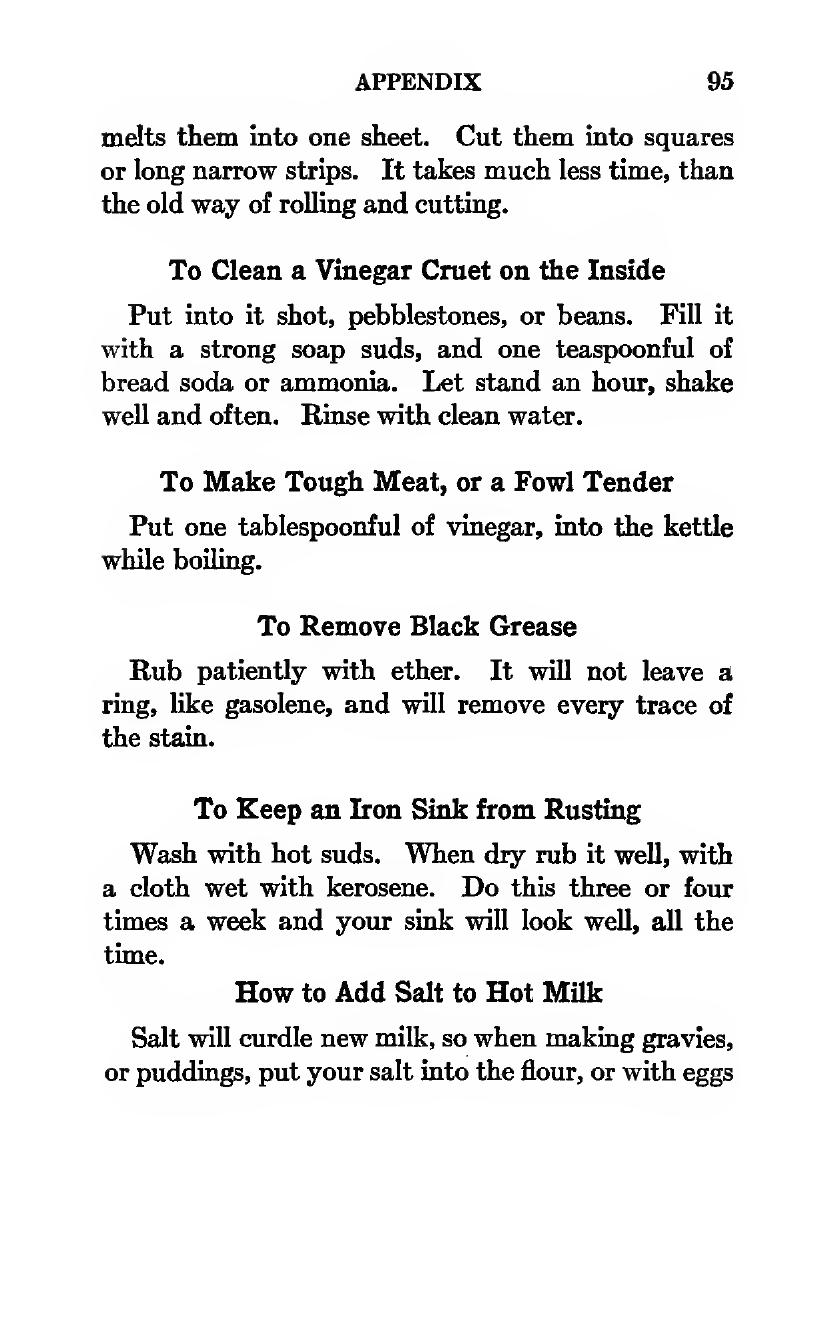 APPENDIX 95
melts them into one sheet. Cut them into squares
or long narrow strips. It takes much less time, than
the old way of rolling and cutting.
To Clean a Vinegar Cruet on the Inside
Put into it shot, pebblestones, or beans. Fill it
with a strong soap suds, and one teaspoonful of
bread soda or ammonia. Let stand an hour, shake
well and often. Rinse with clean water.
To Make Tough Meat, or a Fowl Tender
Put one tablespoonful of vinegar, into the kettle
while boiling.
To Remove Black Grease
Rub patiently with ether. It will not leave a
ring, like gasolene, and will remove every trace of
the stain.
To Keep an Iron Sink from Rusting
Wash with hot suds. When dry rub it well, with
a cloth wet with kerosene. Do this three or four
times a week and your sink will look well, all the
time.
How to Add Salt to Hot Milk
Salt will curdle new milk, so when making gravies,
or puddings, put your salt into the flour, or with eggs